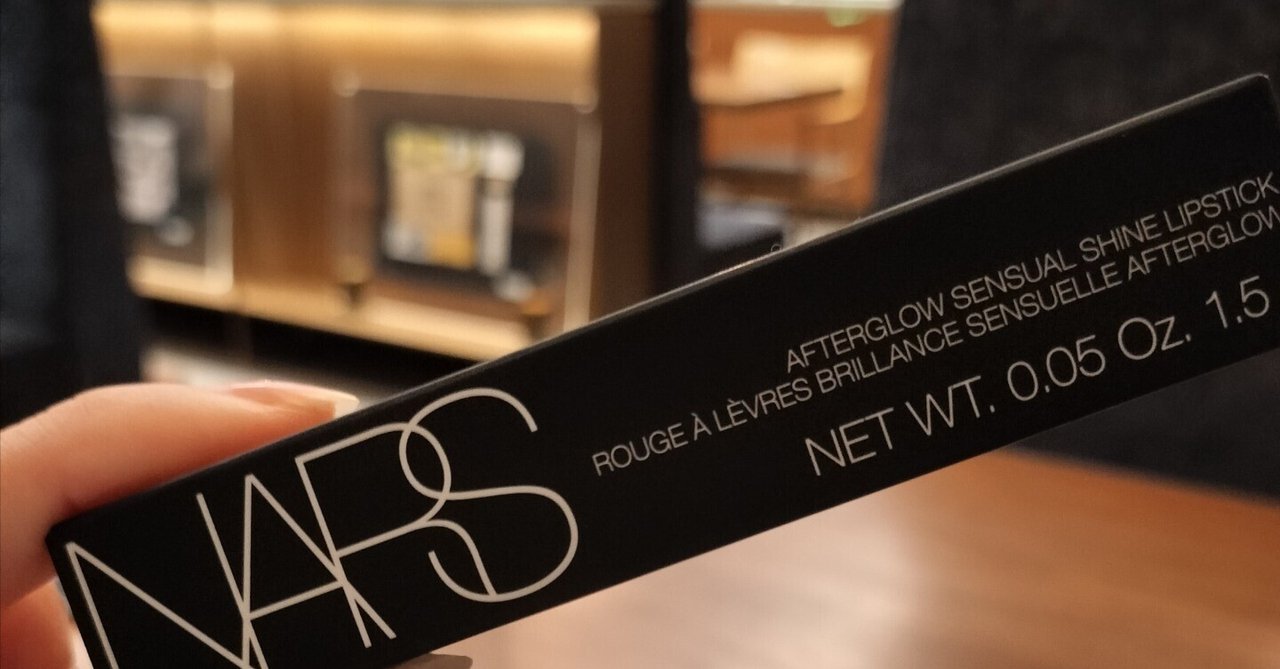 NARS
AFTERGLOW SENSUAL SHINE LIPSTICK
ROUGE À LÈVRES BRILLANCE SENSUELLE AFTERGLOW
NET WT. 0.05 Oz. 1.5